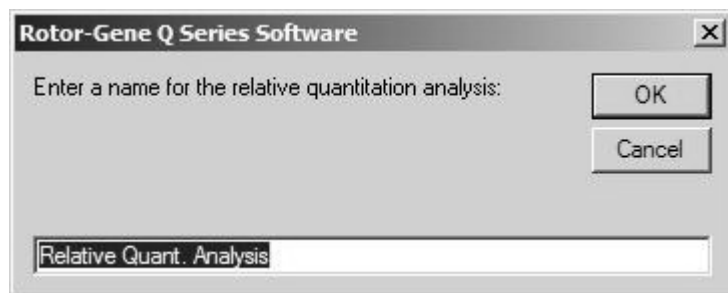 Rotor-Gene Q Series Software
Enter a name for the relative quantitation analysis:
OK
Cancel
Relative Quant. Analysis